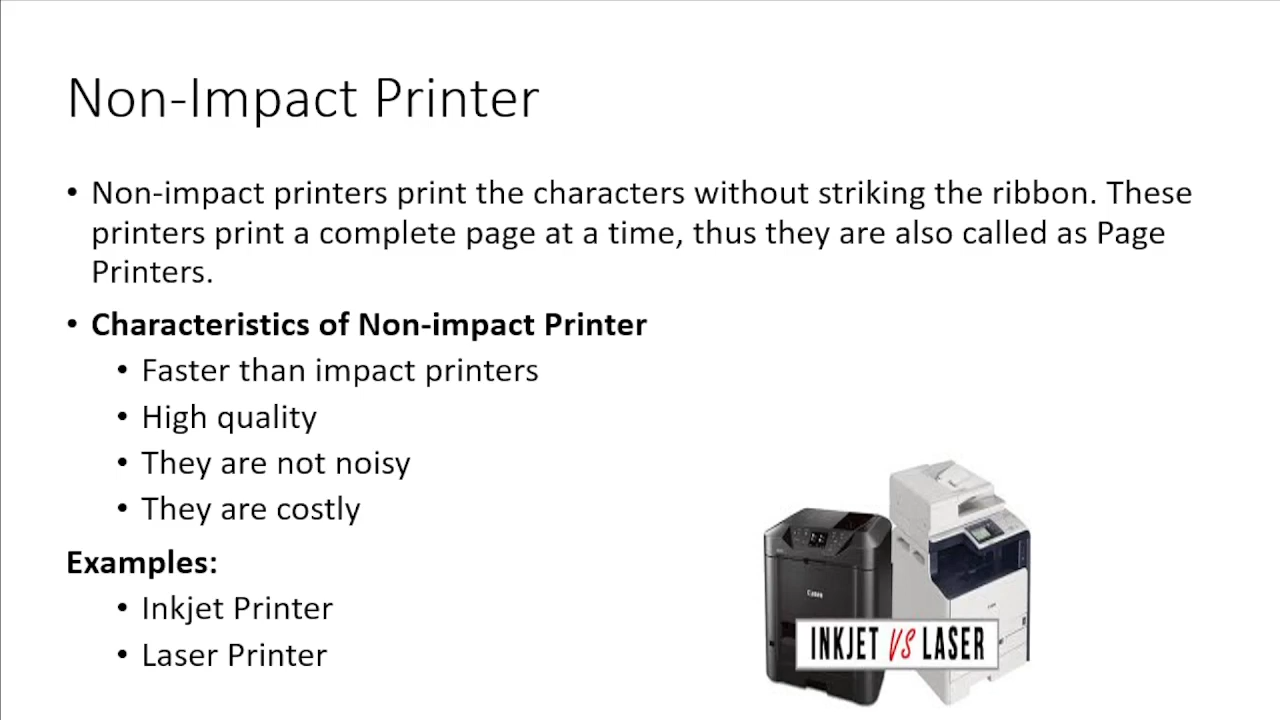 Non-Impact Printer
• Non-impact printers print the characters without striking the ribbon. These
printers print a complete page at a time, thus they are also called as Page
Printers.
• Characteristics of Non-impact Printer
• Faster than impact printers
• High quality
• They are not noisy
• They are costly
Examples:
• Inkjet Printer
• Laser Printer
Canon
INKJET VS LASER